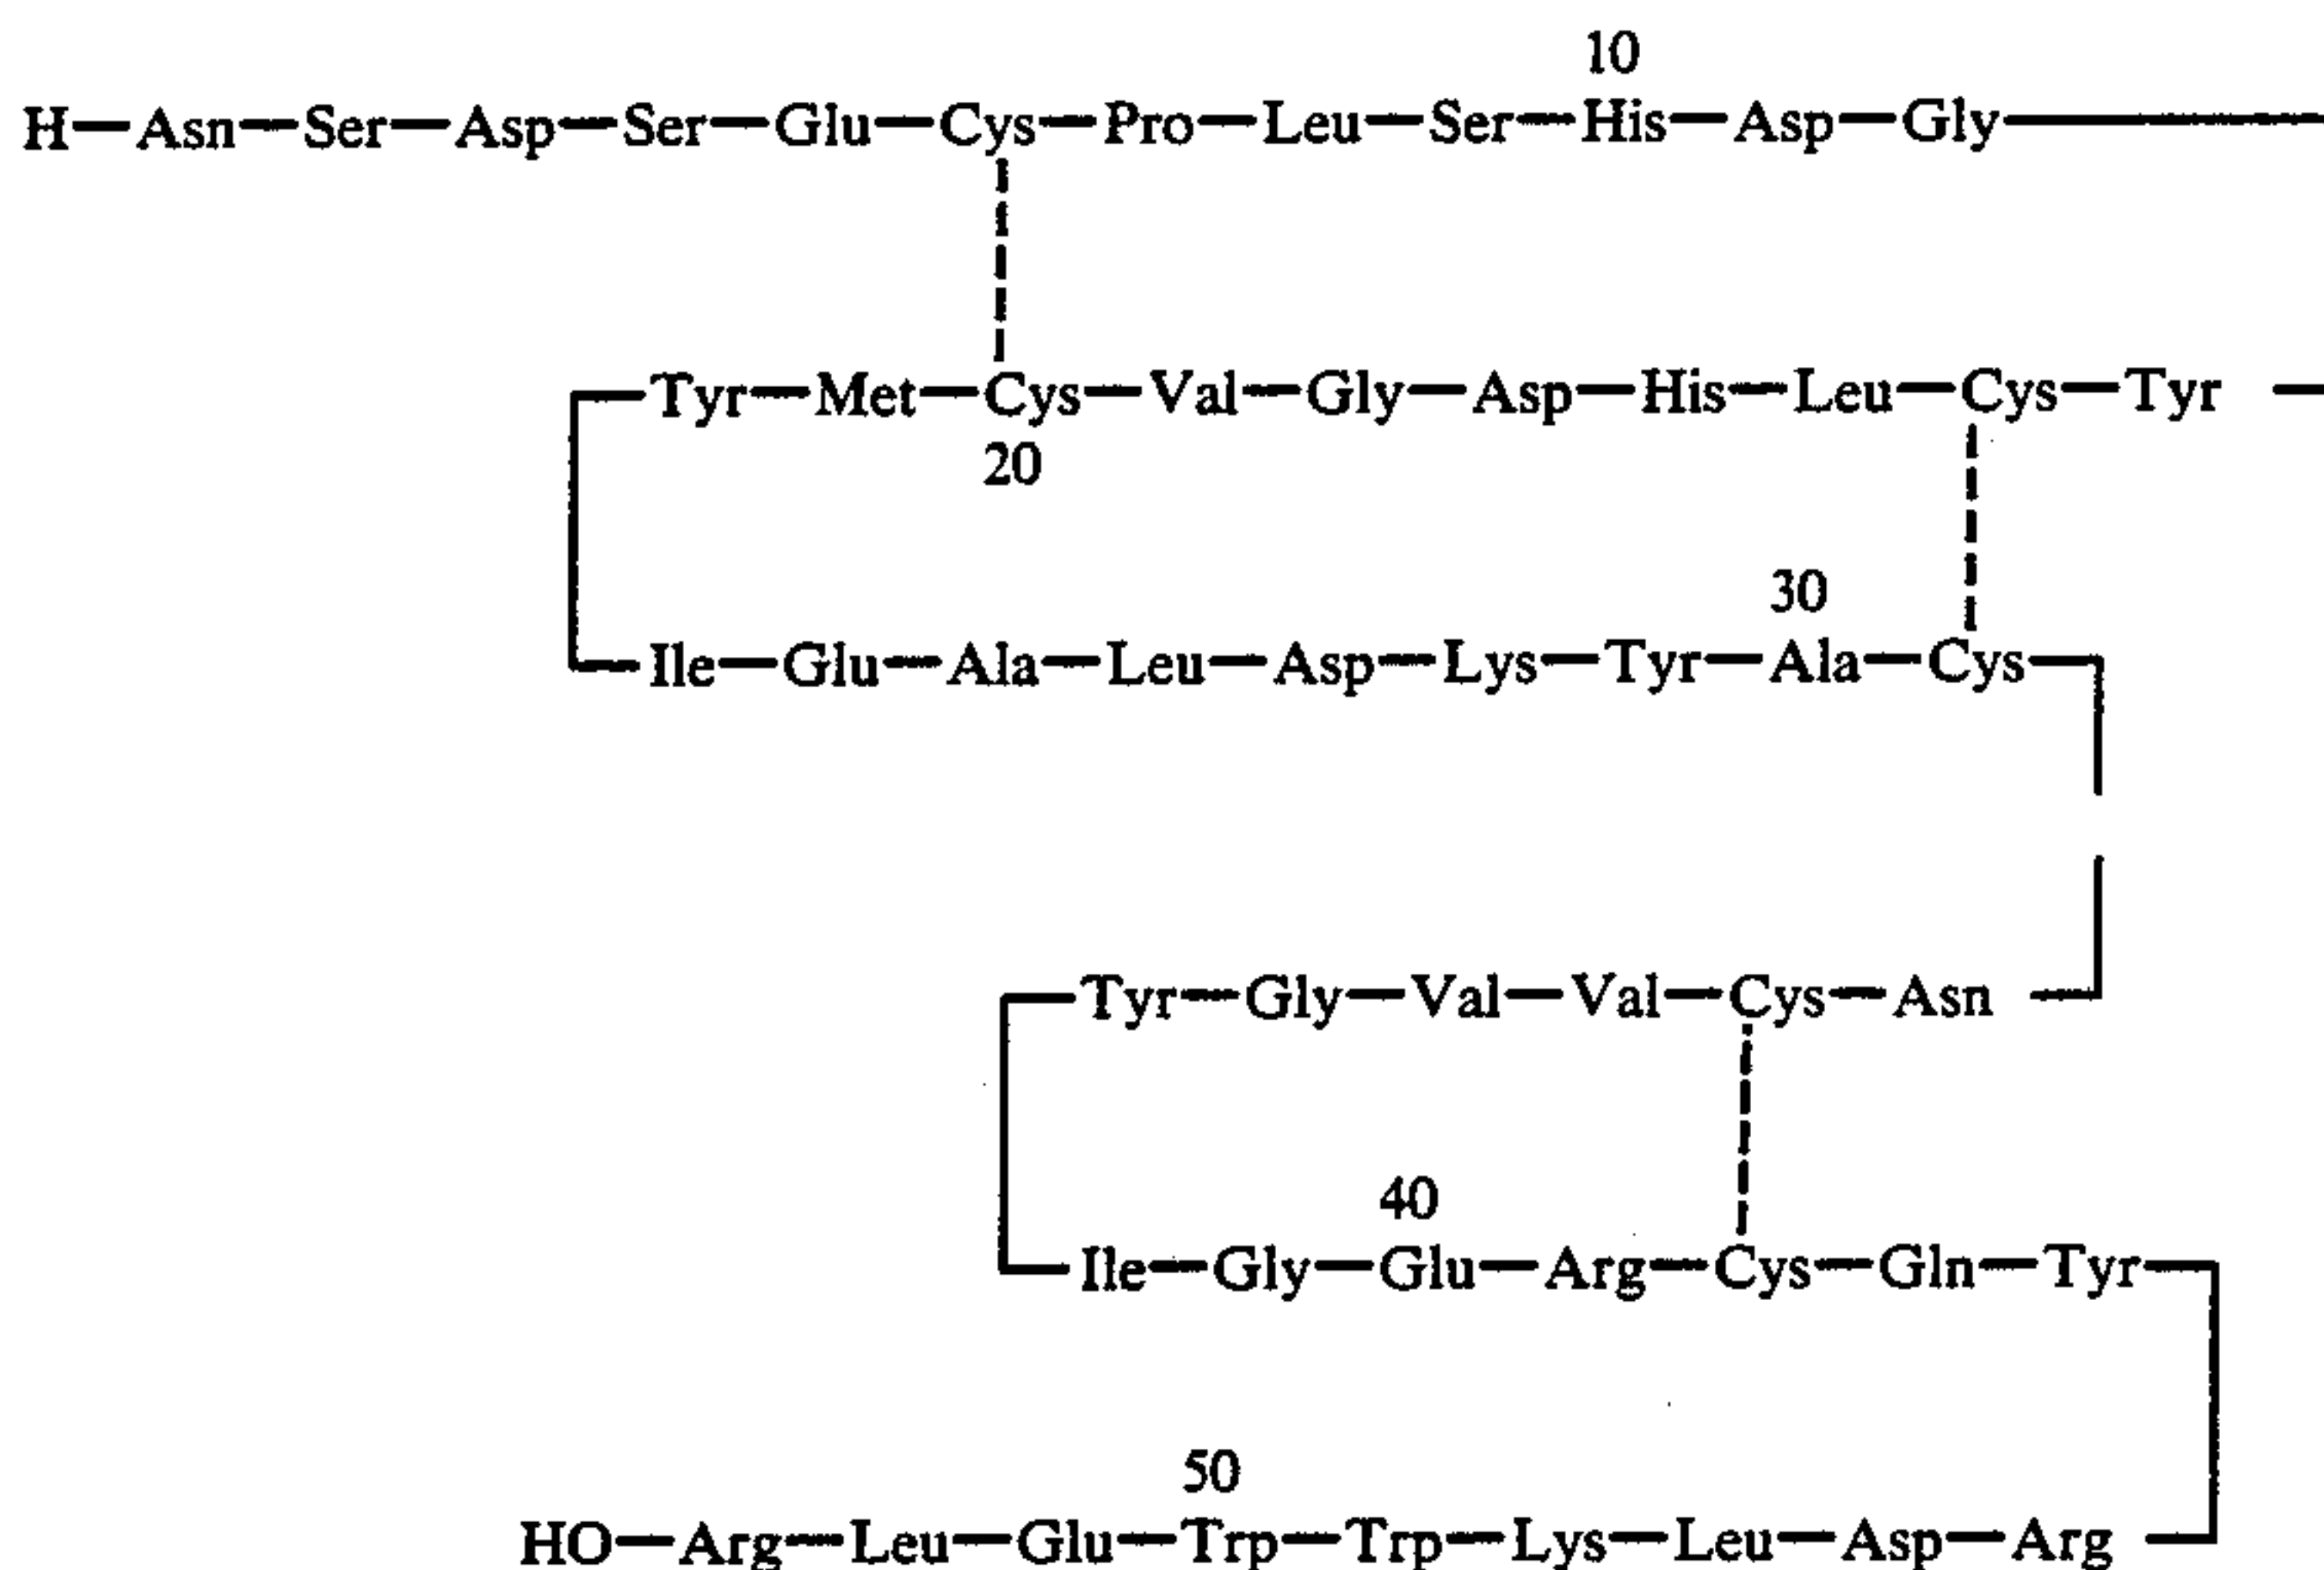 10
H—Asn—Ser—Asp—Ser—Glu—Cys—Pro—Leu—Ser—His—Asp—Gly—
Tyr—Met—Cys—Val—Gly—Asp—His—Leu—Cys—Tyr—
20
30
Ile—Glu—Ala—Leu—Asp—Lys—Tyr—Ala—Cys—
Tyr—Gly—Val—Val—Cys—Asn—
40
Ile—Gly—Glu—Arg—Cys—Gln—Tyr—
50
HO—Arg—Leu—Glu—Trp—Trp—Lys—Leu—Asp—Arg—